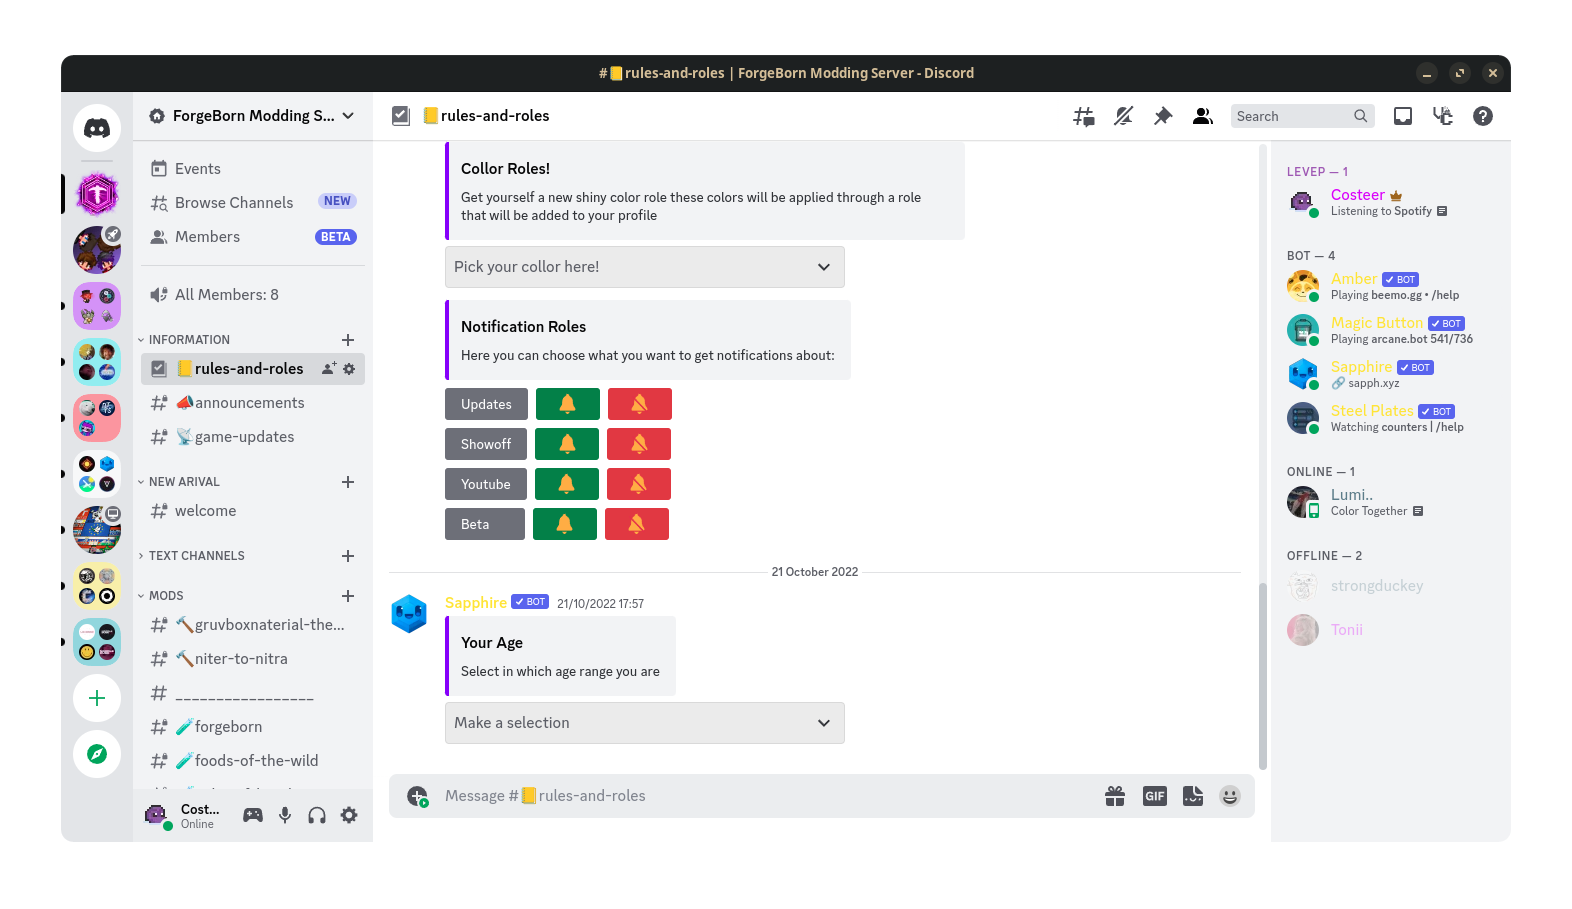 #📒rules-and-roles | ForgeBorn Modding Server - Discord
ForgeBorn Modding S...
Events
Browse Channels NEW
Members BETA
All Members: 8
INFORMATION
📒rules-and-roles
📣announcements
📡game-updates
NEW ARIVAL
welcome
TEXT CHANNELS
MODS
🔨gruvboxnaterial-the...
🔨niter-to-nitra
_________________
🧪forgeborn
🧪foods-of-the-wild
Cost...
Online
📒rules-and-roles
Search
Collor Roles!
Get yourself a new shiny color role these colors will be applied through a role
that will be added to your profile
Pick your collor here!
Notification Roles
Here you can choose what you want to get notifications about:
Updates
Showoff
Youtube
Beta
21 October 2022
Sapphire ✓ BOT 21/10/2022 17:57
Your Age
Select in which age range you are
Make a selection
Message #📒rules-and-roles
GIF
LEVEP — 1
Costeer
Listening to Spotify
BOT — 4
Amber ✓ BOT
Playing beemo.gg • /help
Magic Button ✓ BOT
Playing arcane.bot 541/736
Sapphire ✓ BOT
🔗 sapph.xyz
Steel Plates ✓ BOT
Watching counters | /help
ONLINE — 1
Lumi..
Color Together
OFFLINE — 2
strongduckey
Tonii